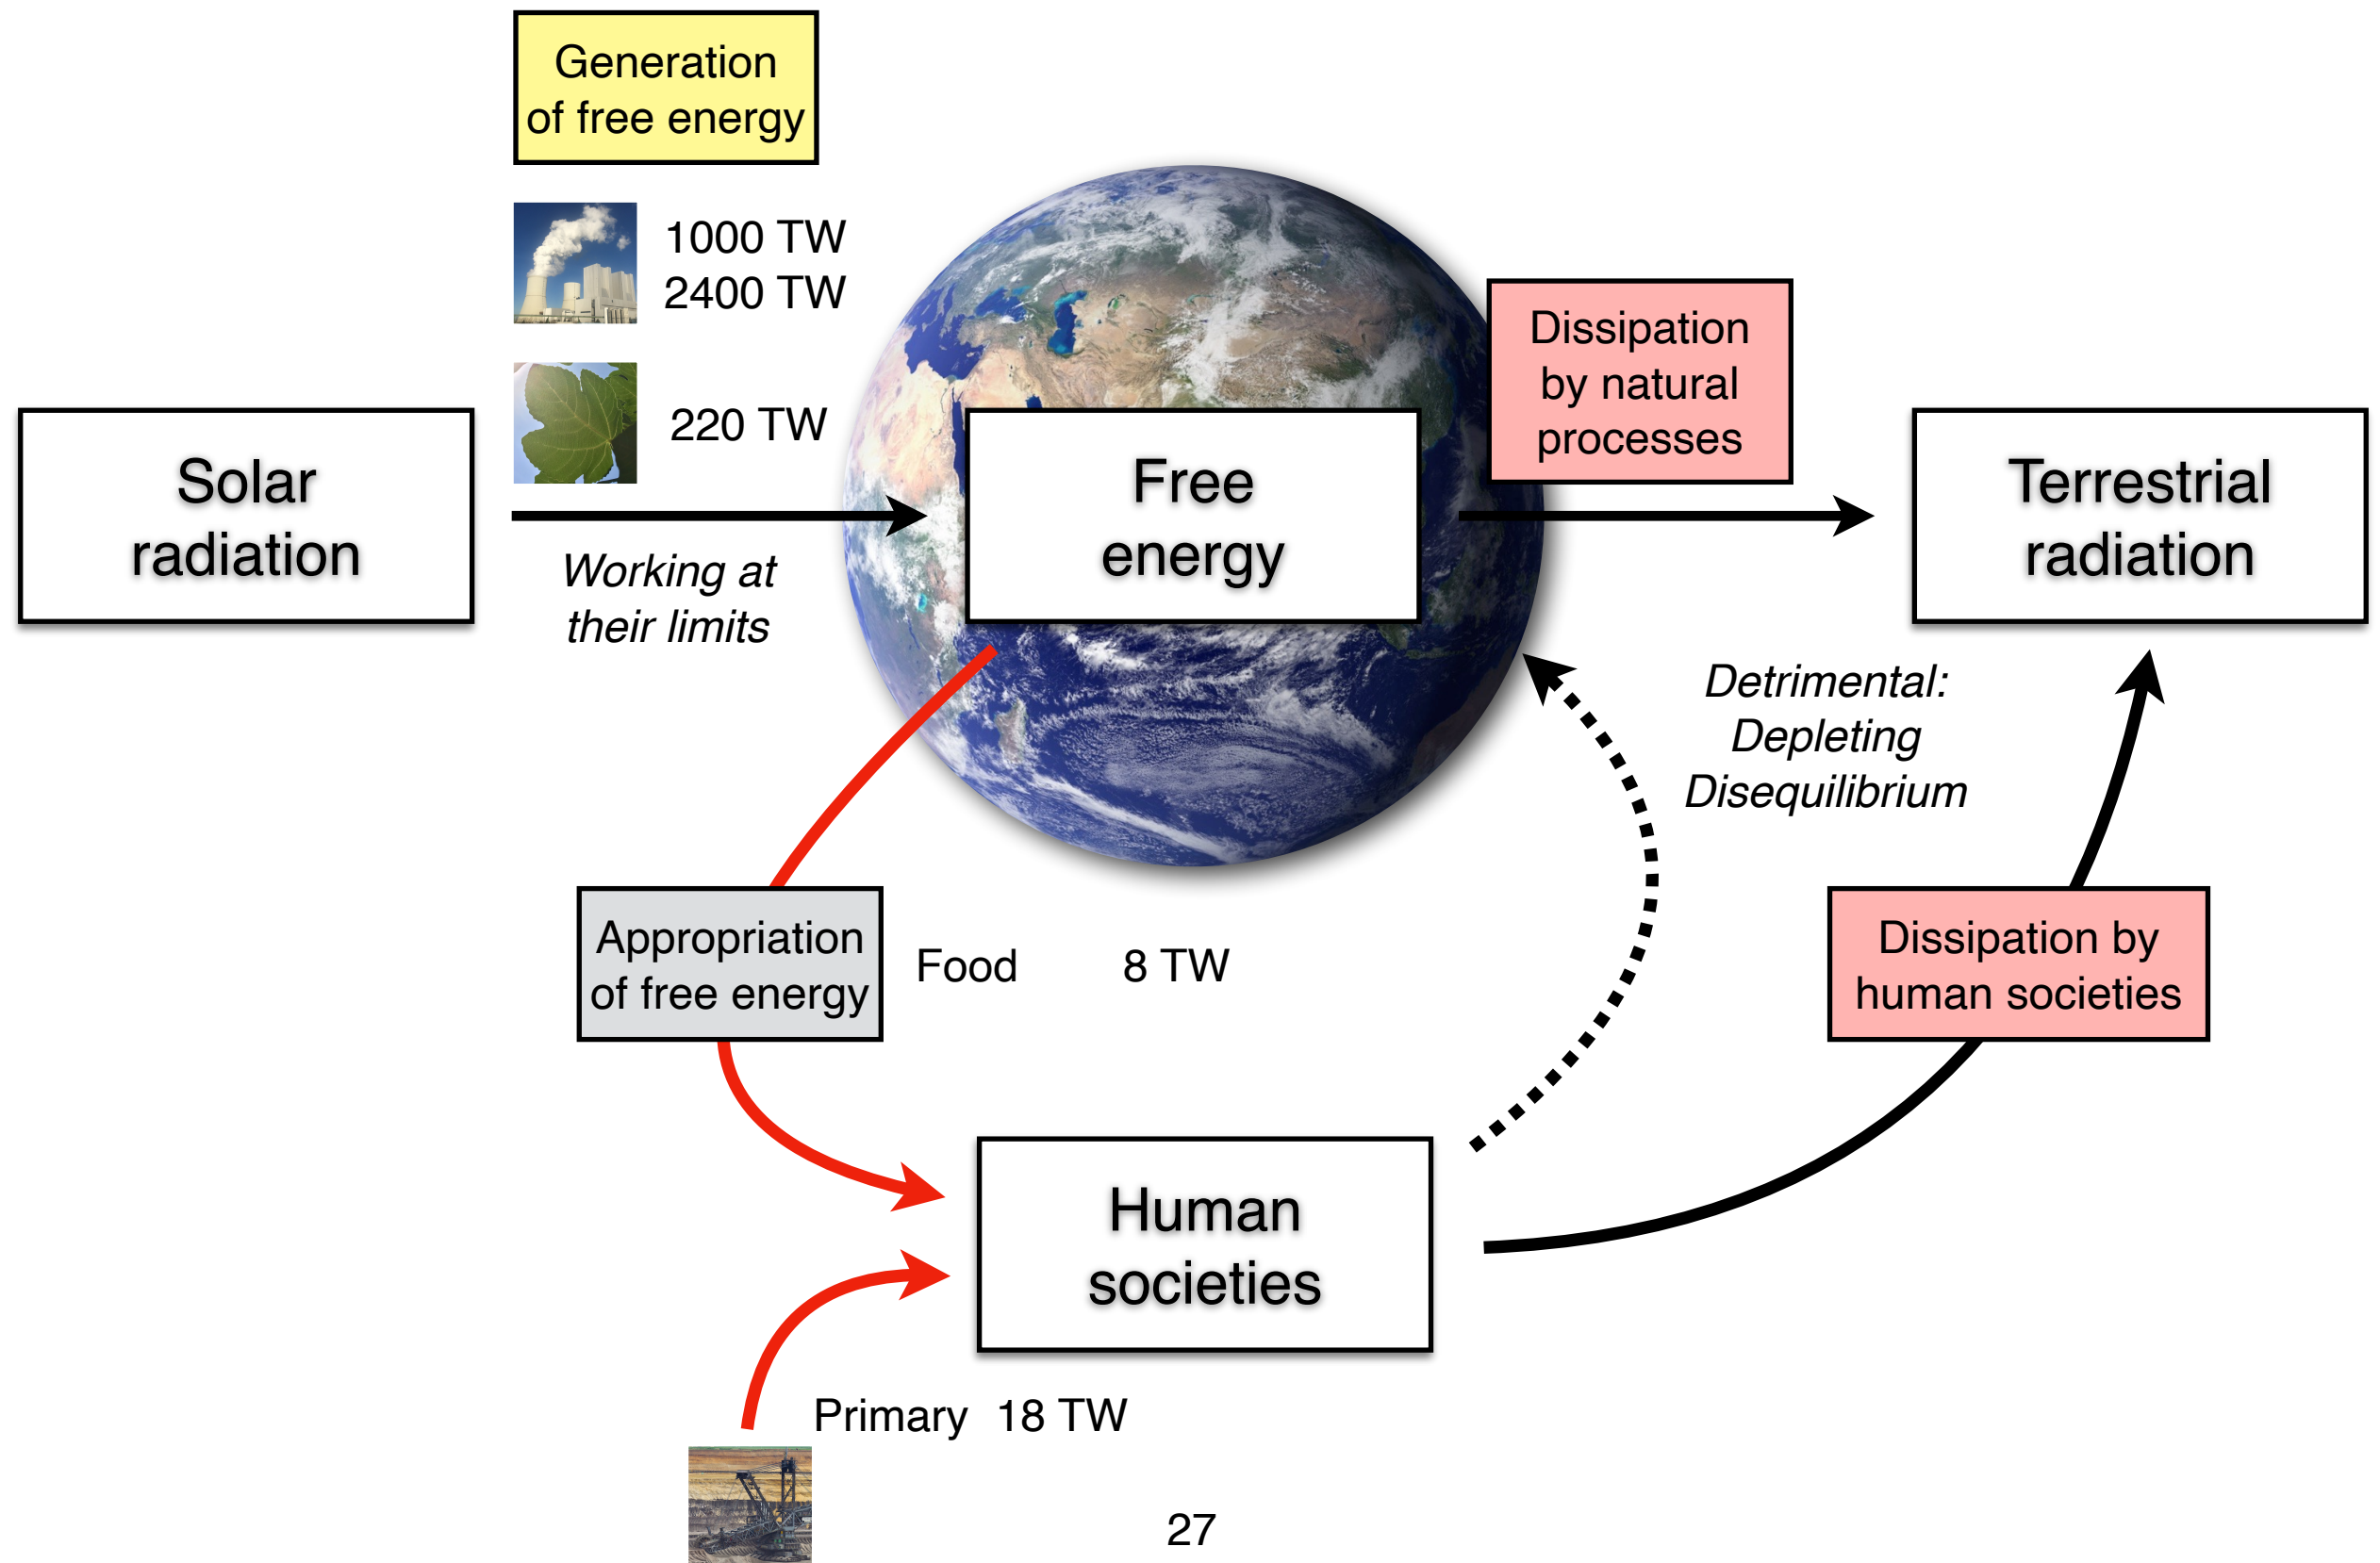 Generation
of free energy
1000 TW
2400 TW
220 TW
Solar
radiation
Working at
their limits
Free
energy
Dissipation
by natural
processes
Terrestrial
radiation
Detrimental:
Depleting
Disequilibrium
Appropriation
of free energy
Food 8 TW
Dissipation by
human societies
Human
societies
Primary 18 TW
27